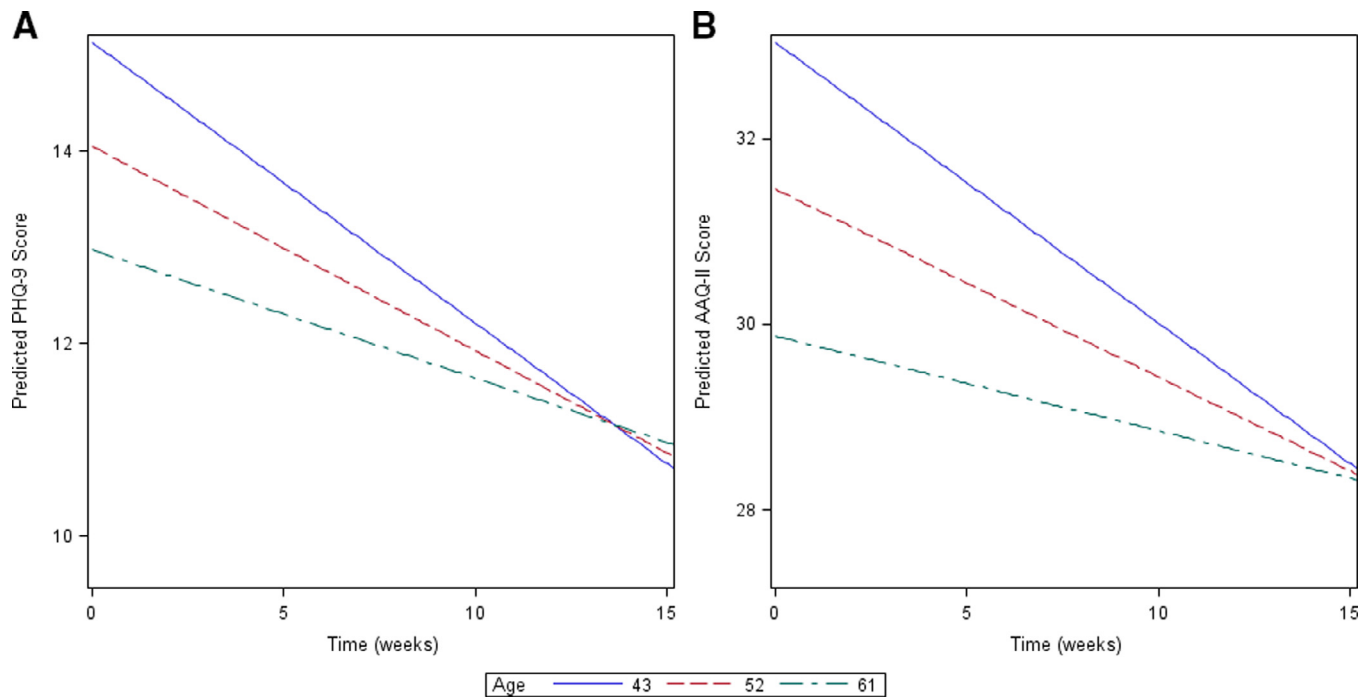 A
Predicted PHQ-9 Score
14
12
10
0 5 10 15
Time (weeks)
B
Predicted AAQ-II Score
32
30
28
0 5 10 15
Time (weeks)
Age 43 52 61